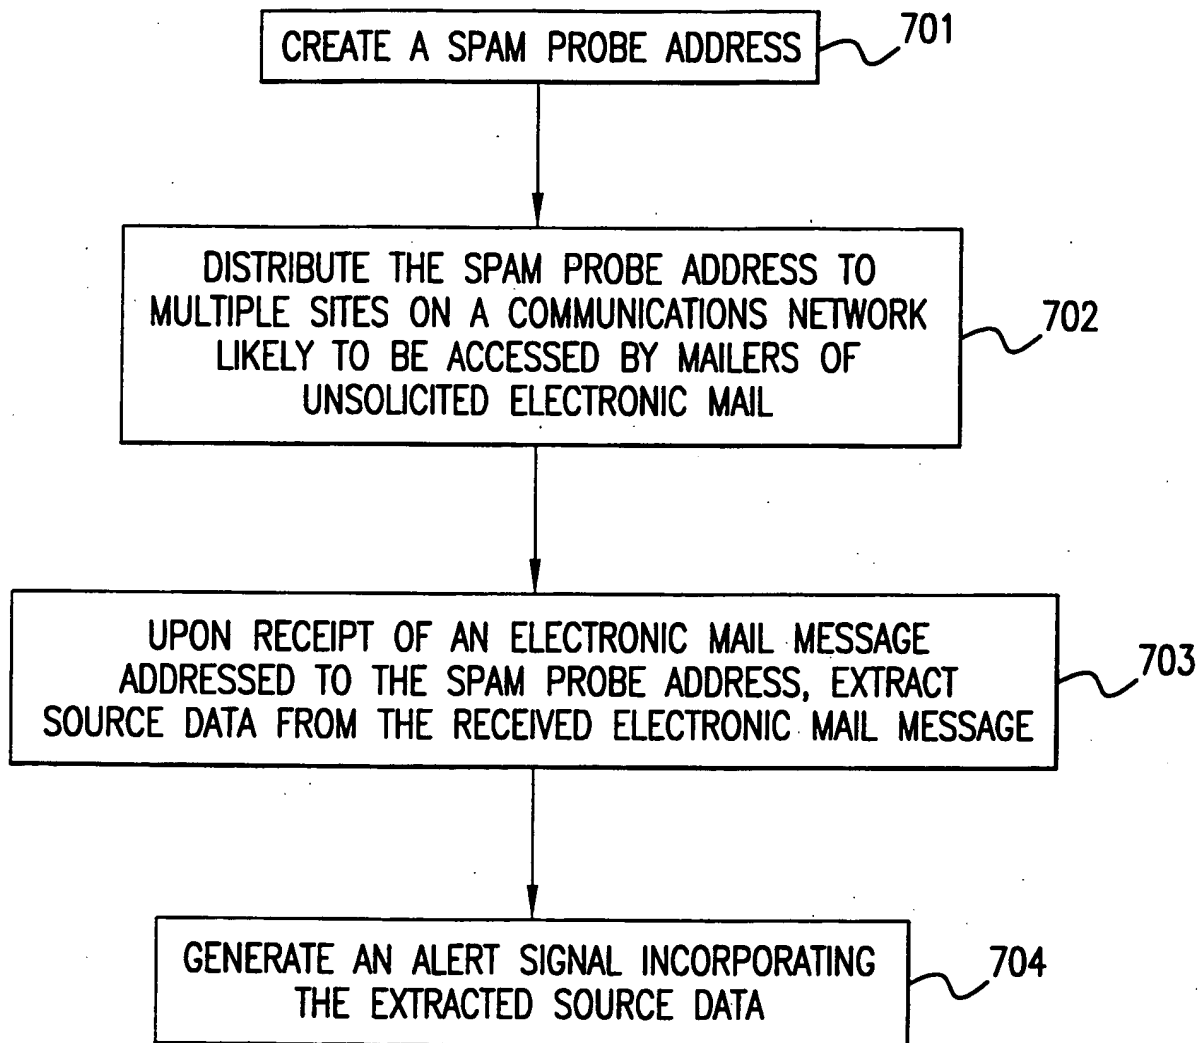 CREATE A SPAM PROBE ADDRESS
701
DISTRIBUTE THE SPAM PROBE ADDRESS TO
MULTIPLE SITES ON A COMMUNICATIONS NETWORK
LIKELY TO BE ACCESSED BY MAILERS OF
UNSOLICITED ELECTRONIC MAIL
702
UPON RECEIPT OF AN ELECTRONIC MAIL MESSAGE
ADDRESSED TO THE SPAM PROBE ADDRESS, EXTRACT
SOURCE DATA FROM THE RECEIVED ELECTRONIC MAIL MESSAGE
703
GENERATE AN ALERT SIGNAL INCORPORATING
THE EXTRACTED SOURCE DATA
704